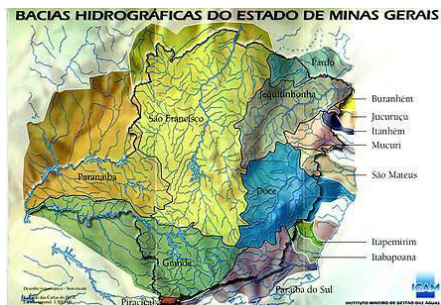 BACIAS HIDROGRÁFICAS DO ESTADO DE MINAS GERAIS
Pardo
Jequitinhonha
Buranhém
São Francisco
Jucuruçu
Itanhém
Mucuri
Paranaíba
São Mateus
Doce
Itapemirim
Grande
Itabapoana
Paraíba do Sul
Piracicaba
IGAM
INSTITUTO MINEIRO DE GESTÃO DAS ÁGUAS